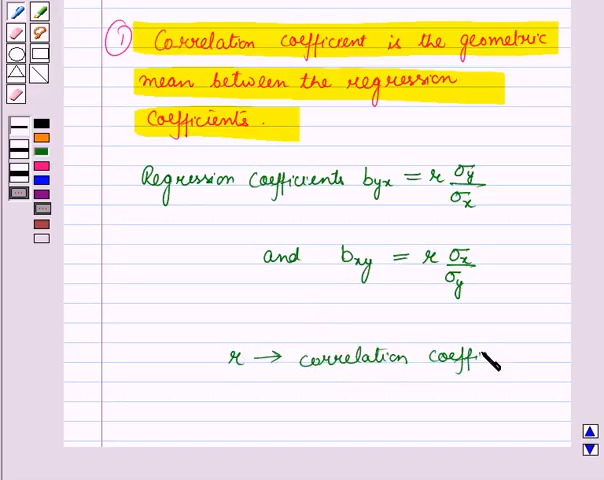 ① Correlation coefficient is the geometric
mean between the regression
coefficients.
Regression coefficients byx = r σy/σx
and bxy = r σx/σy
r → correlation coeffi